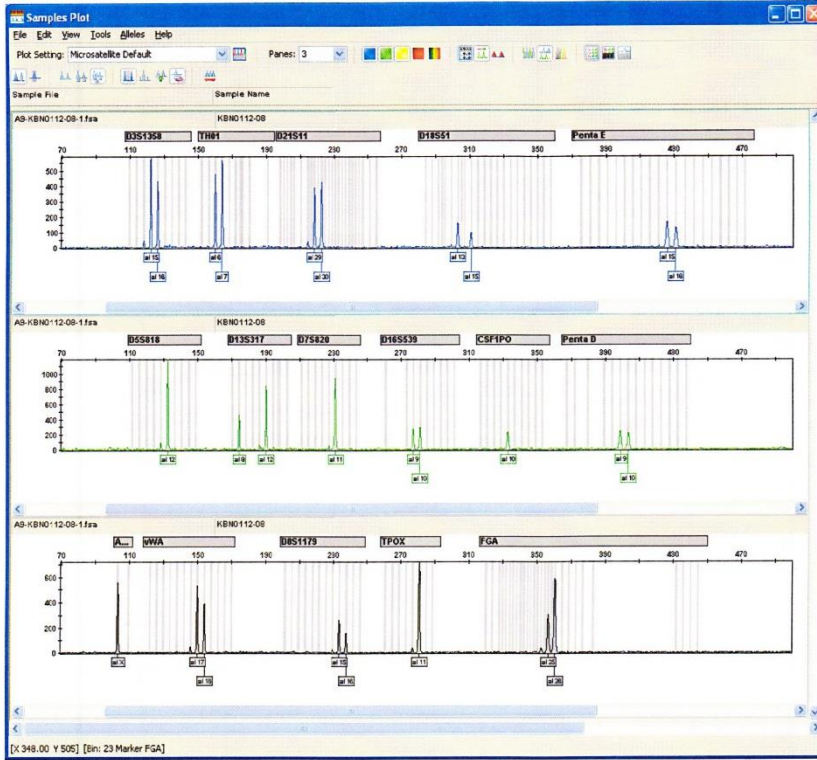 Samples Plot
File Edit View Tools Alleles Help
Plot Setting: Microsatellite Default Panes: 3
Sample File Sample Name
A9-KBN0112-08-1.fsa KBN0112-08
D3S1358 TH01 D21S11 D18S51 Penta E
70 110 150 190 230 270 310 350 390 430 470
500
400
300
200
100
0
al 15 al 6 al 29 al 13 al 15
al 16 al 7 al 30 al 15 al 16
A9-KBN0112-08-1.fsa KBN0112-08
D5S818 D13S317 D7S820 D16S539 CSF1PO Penta D
70 110 150 190 230 270 310 350 390 430 470
1000
800
600
400
200
0
al 12 al 8 al 12 al 11 al 9 al 10 al 9
al 10 al 10
A9-KBN0112-08-1.fsa KBN0112-08
A... vWA D8S1179 TPOX FGA
70 110 150 190 230 270 310 350 390 430 470
600
400
200
0
al X al 17 al 15 al 11 al 25
al 18 al 16 al 26
[X 348.00 Y 505] [Bin: 23 Marker FGA]